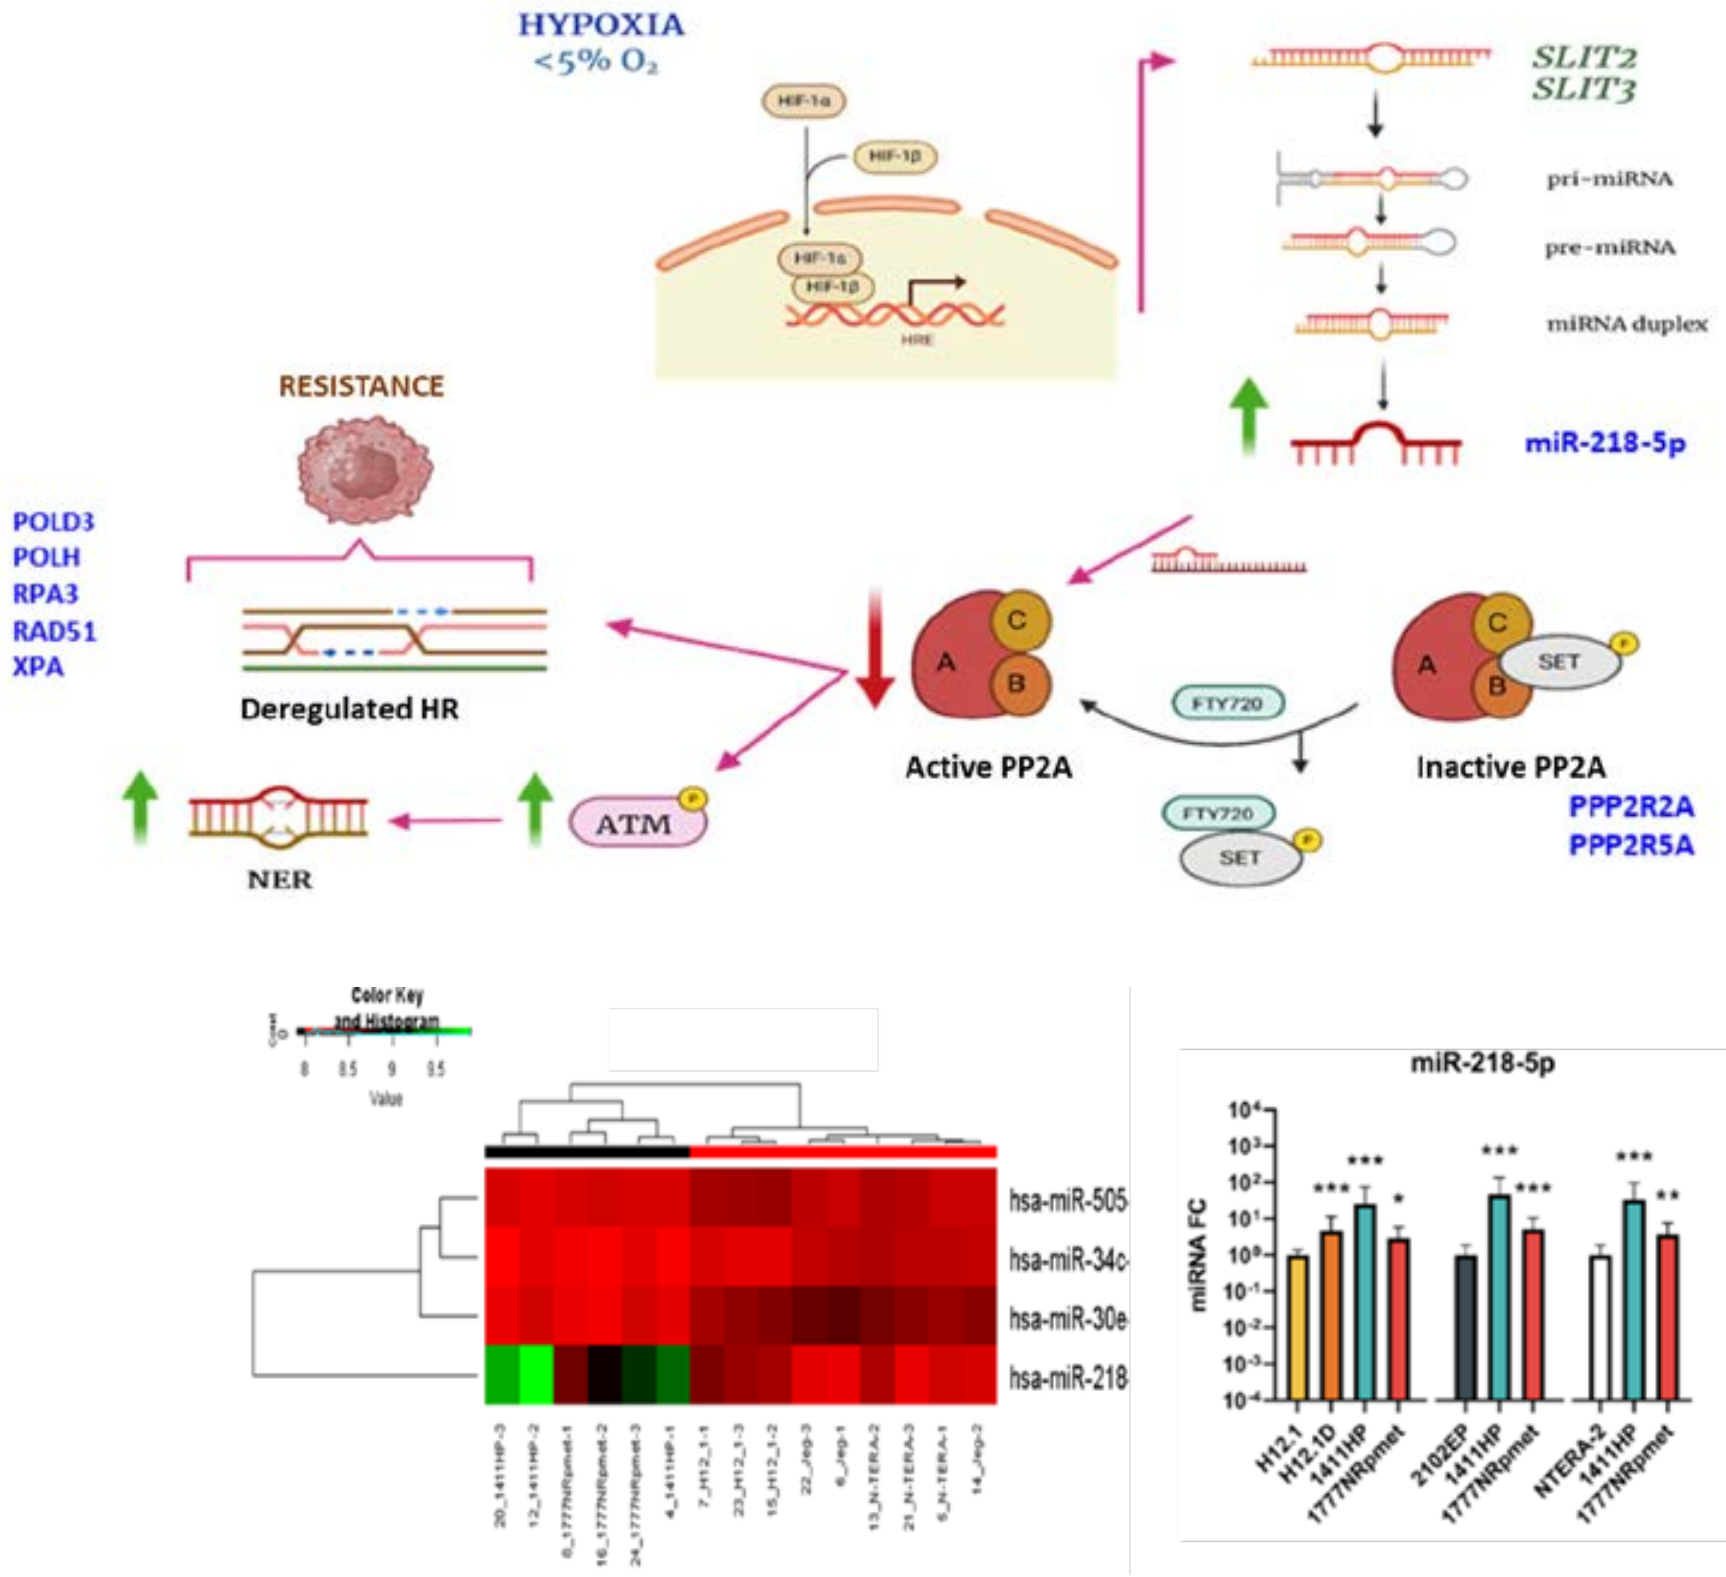 HYPOXIA
<5% O₂
HIF-1α
HIF-1β
HIF-1α
HIF-1β
HRE
SLIT2
SLIT3
pri-miRNA
pre-miRNA
miRNA duplex
miR-218-5p
RESISTANCE
POLD3
POLH
RPA3
RAD51
XPA
Deregulated HR
A
C
B
Active PP2A
FTY720
A
C
B
SET
P
Inactive PP2A
PPP2R2A
PPP2R5A
FTY720
SET
P
ATM
P
NER
Color Key
and Histogram
Count
0
8 8.5 9 9.5
Value
hsa-miR-505
hsa-miR-34c
hsa-miR-30e
hsa-miR-218
20_1411HP-3
12_1411HP-2
8_1777NRpmet-1
16_1777NRpmet-2
24_1777NRpmet-3
4_1411HP-1
7_H12_1-1
23_H12_1-3
15_H12_1-2
22_Jeg-3
6_Jeg-1
13_N-TERA-2
21_N-TERA-3
5_N-TERA-1
14_Jeg-2
miR-218-5p
miRNA FC
10⁴
10³
10²
10¹
10⁰
10⁻¹
10⁻²
10⁻³
10⁻⁴
*** *** * *** *** *** **
H12.1
H12.1D
1411HP
1777NRpmet
2102EP
1411HP
1777NRpmet
NTERA-2
1411HP
1777NRpmet